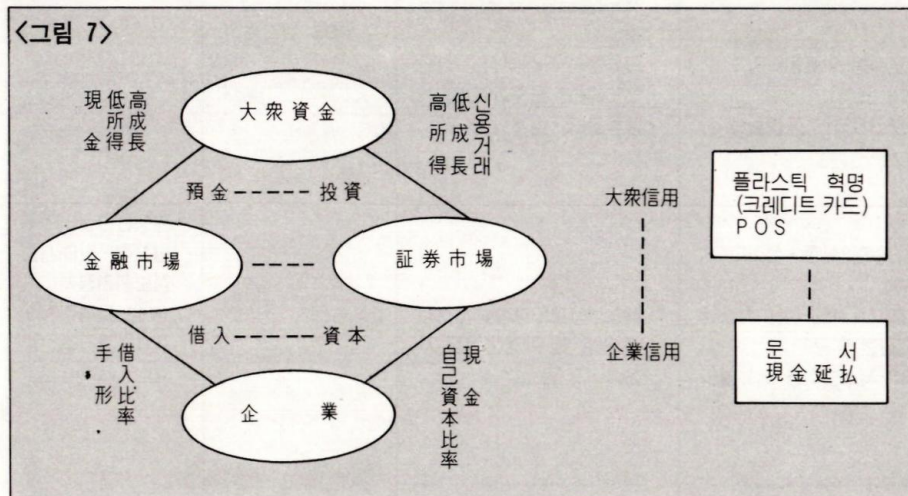 〈그림 7〉
高成長
低所得
現金
大衆資金
신용거래
低成長
高所得
預金 ----- 投資
金融市場
証券市場
借入 ----- 資本
借入比率
手形
企業
現金
自己資本比率
大衆信用
企業信用
플라스틱 혁명
(크레디트 카드)
POS
문서
現金延払